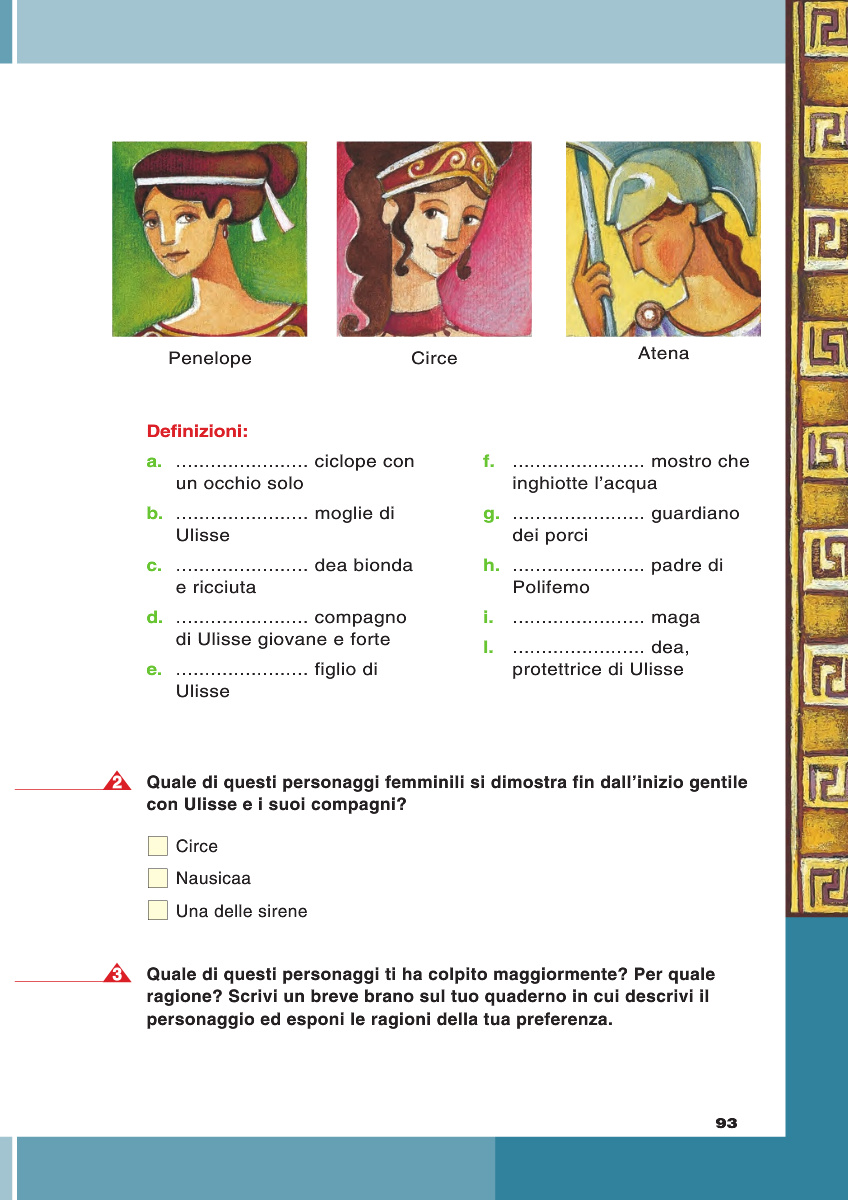 Penelope
Circe
Atena
Definizioni:
a. ....................... ciclope con
un occhio solo
b. ....................... moglie di
Ulisse
c. ....................... dea bionda
e ricciuta
d. ....................... compagno
di Ulisse giovane e forte
e. ....................... figlio di
Ulisse
f. ....................... mostro che
inghiotte l'acqua
g. ....................... guardiano
dei porci
h. ....................... padre di
Polifemo
i. ....................... maga
l. ....................... dea,
protettrice di Ulisse
2 Quale di questi personaggi femminili si dimostra fin dall'inizio gentile
con Ulisse e i suoi compagni?
Circe
Nausicaa
Una delle sirene
3 Quale di questi personaggi ti ha colpito maggiormente? Per quale
ragione? Scrivi un breve brano sul tuo quaderno in cui descrivi il
personaggio ed esponi le ragioni della tua preferenza.
93